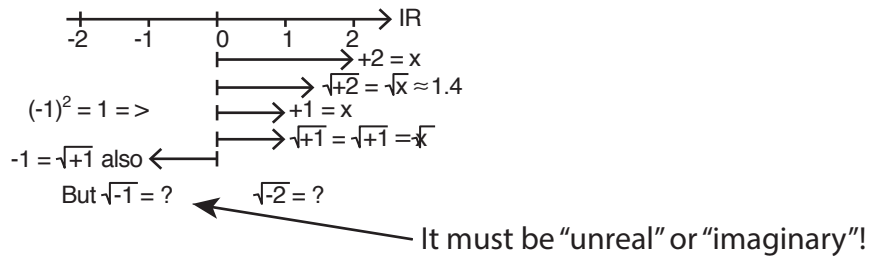 IR
-2 -1 0 1 2
+2 = x
√+2 = √x ≈ 1.4
(-1)² = 1 = >
+1 = x
√+1 = √+1 = √x
-1 = √+1 also
But √-1 = ? √-2 = ?
It must be “unreal” or “imaginary”!